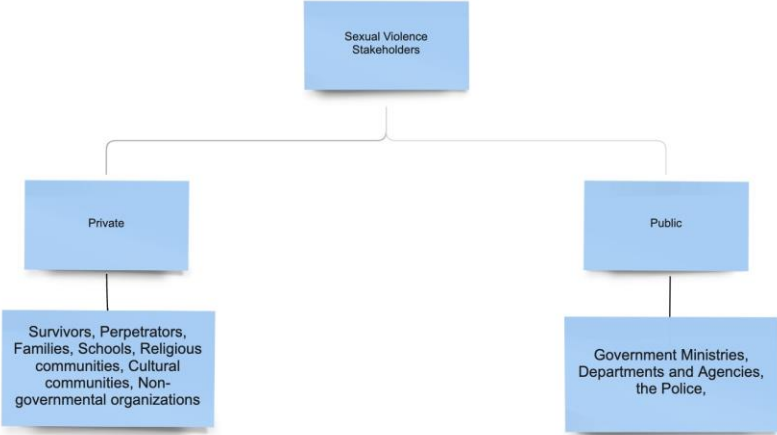 Sexual Violence
Stakeholders
Private
Public
Survivors, Perpetrators,
Families, Schools, Religious
communities, Cultural
communities, Non-
governmental organizations
Government Ministries,
Departments and Agencies,
the Police,